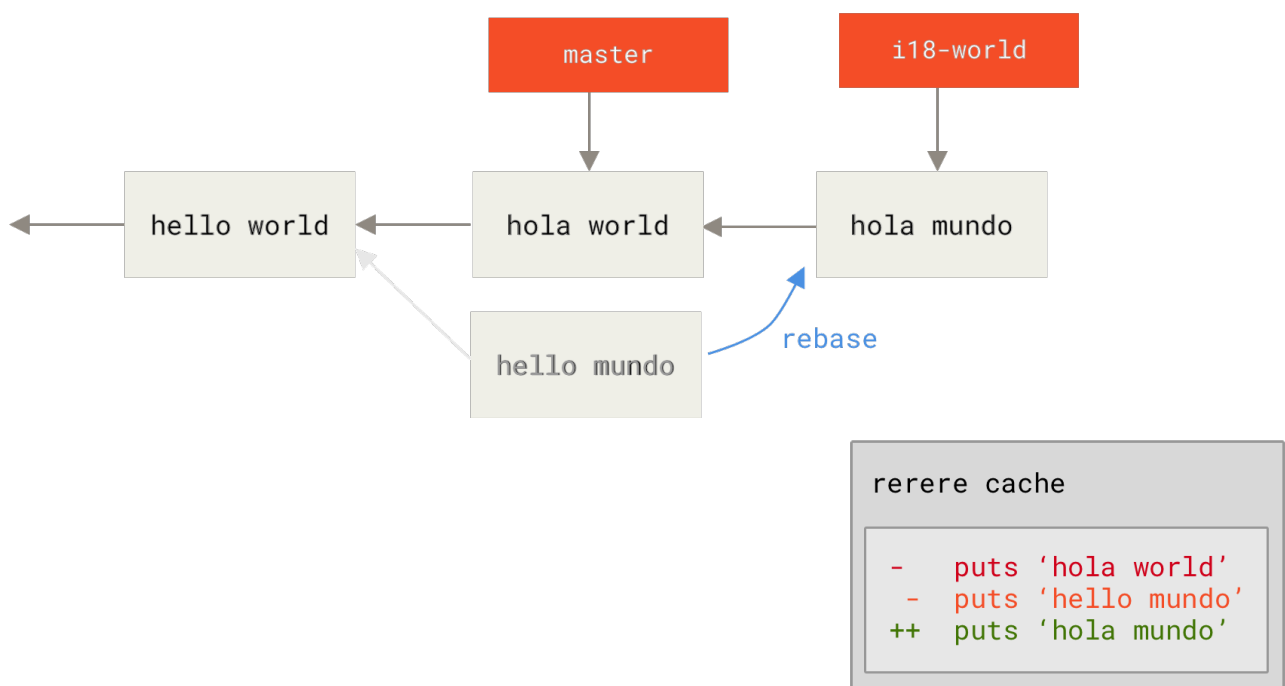 master
i18-world
hello world
hola world
hola mundo
hello mundo
rebase
rerere cache
-   puts ‘hola world’
 -  puts ‘hello mundo’
++  puts ‘hola mundo’